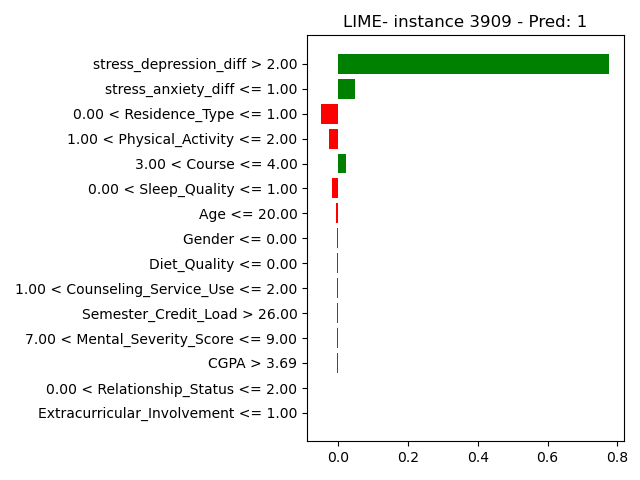 LIME- instance 3909 - Pred: 1
stress_depression_diff > 2.00
stress_anxiety_diff <= 1.00
0.00 < Residence_Type <= 1.00
1.00 < Physical_Activity <= 2.00
3.00 < Course <= 4.00
0.00 < Sleep_Quality <= 1.00
Age <= 20.00
Gender <= 0.00
Diet_Quality <= 0.00
1.00 < Counseling_Service_Use <= 2.00
Semester_Credit_Load > 26.00
7.00 < Mental_Severity_Score <= 9.00
CGPA > 3.69
0.00 < Relationship_Status <= 2.00
Extracurricular_Involvement <= 1.00
0.0 0.2 0.4 0.6 0.8